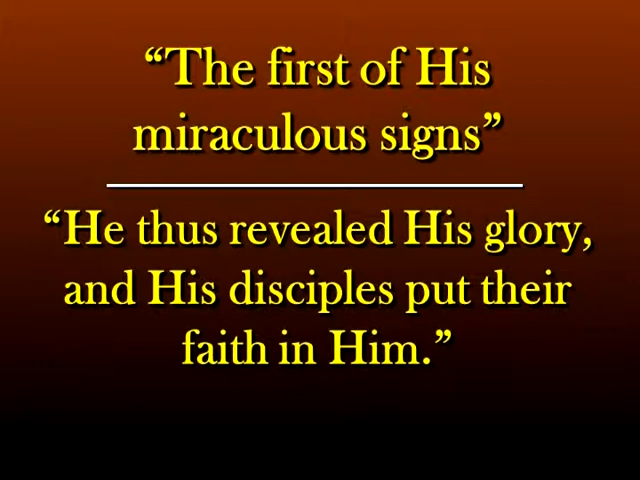 “The first of His
miraculous signs”
“He thus revealed His glory,
and His disciples put their
faith in Him.”